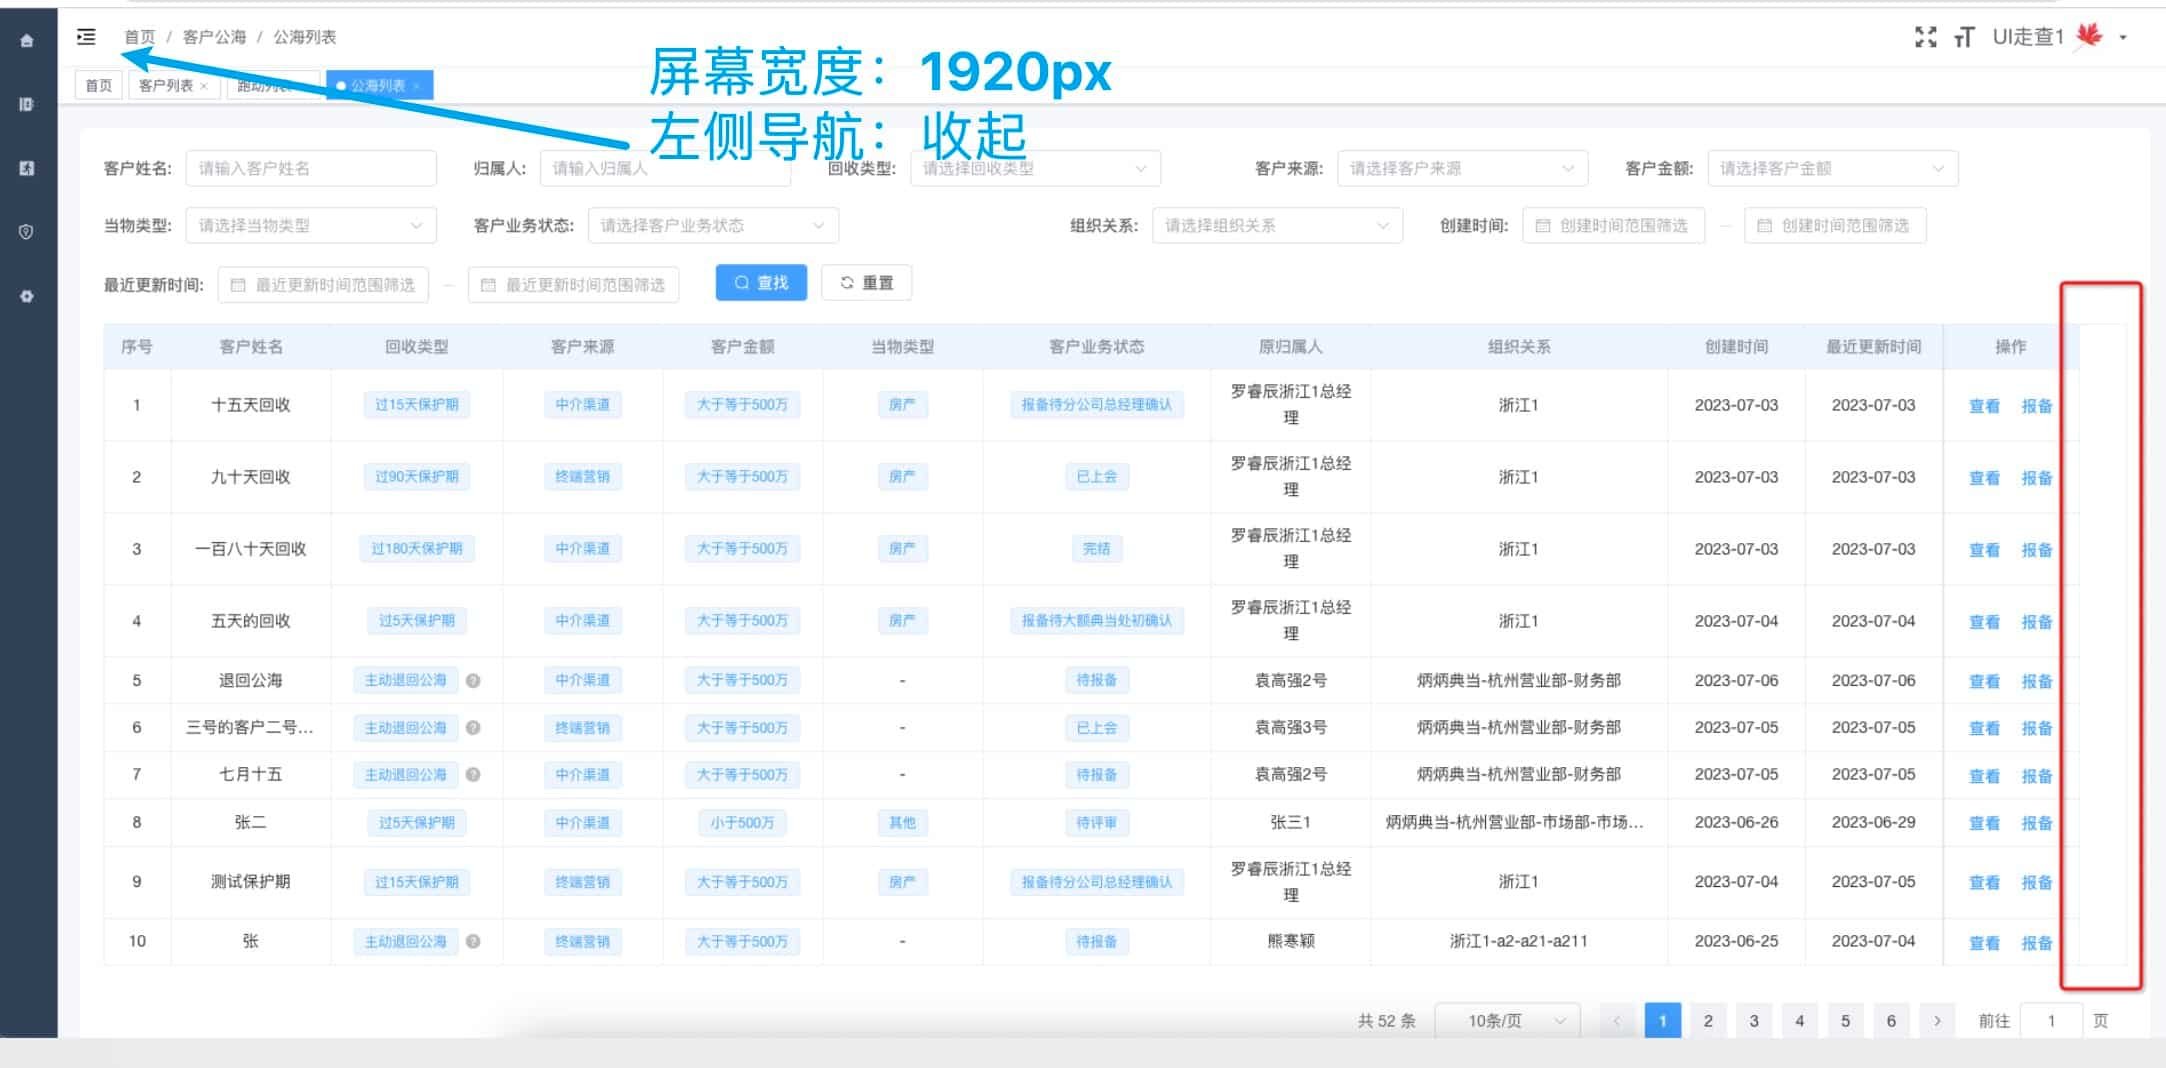 首页 / 客户公海 / 公海列表
UI走查1
首页 客户列表 × 跑动列表 公海列表 ×
屏幕宽度：1920px
左侧导航：收起
客户姓名: 请输入客户姓名 归属人: 请输入归属人 回收类型: 请选择回收类型 客户来源: 请选择客户来源 客户金额: 请选择客户金额
当物类型: 请选择当物类型 客户业务状态: 请选择客户业务状态 组织关系: 请选择组织关系 创建时间: 创建时间范围筛选 — 创建时间范围筛选
最近更新时间: 最近更新时间范围筛选 — 最近更新时间范围筛选 查找 重置
序号 客户姓名 回收类型 客户来源 客户金额 当物类型 客户业务状态 原归属人 组织关系 创建时间 最近更新时间 操作
1 十五天回收 过15天保护期 中介渠道 大于等于500万 房产 报备待分公司总经理确认 罗睿辰浙江1总经理 浙江1 2023-07-03 2023-07-03 查看 报备
2 九十天回收 过90天保护期 终端营销 大于等于500万 房产 已上会 罗睿辰浙江1总经理 浙江1 2023-07-03 2023-07-03 查看 报备
3 一百八十天回收 过180天保护期 中介渠道 大于等于500万 房产 完结 罗睿辰浙江1总经理 浙江1 2023-07-03 2023-07-03 查看 报备
4 五天的回收 过5天保护期 中介渠道 大于等于500万 房产 报备待大额典当处初确认 罗睿辰浙江1总经理 浙江1 2023-07-04 2023-07-04 查看 报备
5 退回公海 主动退回公海 ? 中介渠道 大于等于500万 - 待报备 袁高强2号 炳炳典当-杭州营业部-财务部 2023-07-06 2023-07-06 查看 报备
6 三号的客户二号... 主动退回公海 ? 终端营销 大于等于500万 - 已上会 袁高强3号 炳炳典当-杭州营业部-财务部 2023-07-05 2023-07-05 查看 报备
7 七月十五 主动退回公海 ? 中介渠道 大于等于500万 - 待报备 袁高强2号 炳炳典当-杭州营业部-财务部 2023-07-05 2023-07-05 查看 报备
8 张二 过5天保护期 中介渠道 小于500万 其他 待评审 张三1 炳炳典当-杭州营业部-市场部-市场... 2023-06-26 2023-06-29 查看 报备
9 测试保护期 过15天保护期 终端营销 大于等于500万 房产 报备待分公司总经理确认 罗睿辰浙江1总经理 浙江1 2023-07-04 2023-07-05 查看 报备
10 张 主动退回公海 ? 终端营销 大于等于500万 - 待报备 熊寒颖 浙江1-a2-a21-a211 2023-06-25 2023-07-04 查看 报备
共 52 条 10条/页 < 1 2 3 4 5 6 > 前往 1 页